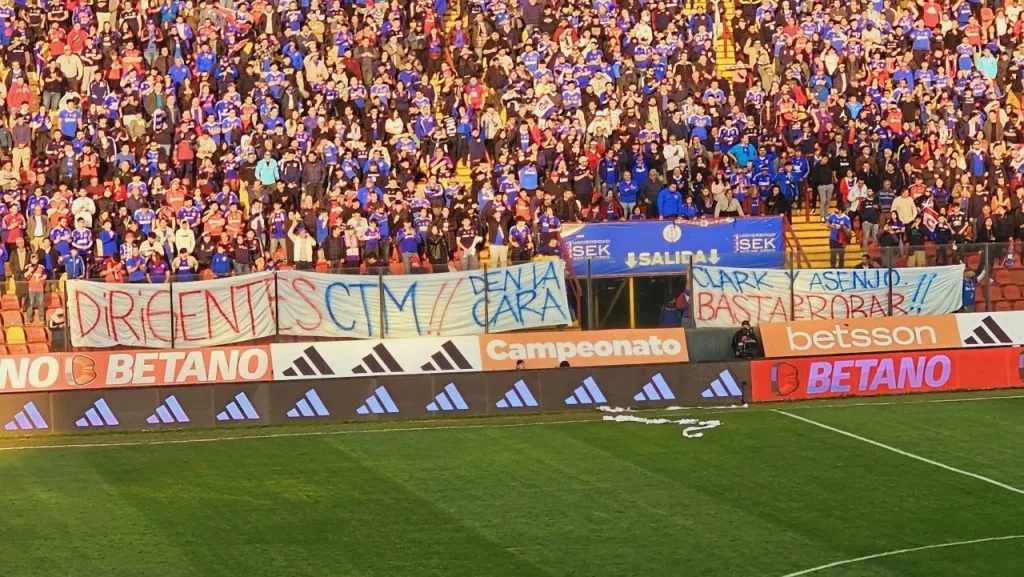 DIRIGENTES CTM // DEN LA
CARA
UNIVERSIDAD
SEK
SALIDA
UNIVERSIDAD
SEK
CLARK ASENJO.!!
BASTA ROBAR
NO
BETANO
Campeonato
betsson
BETANO